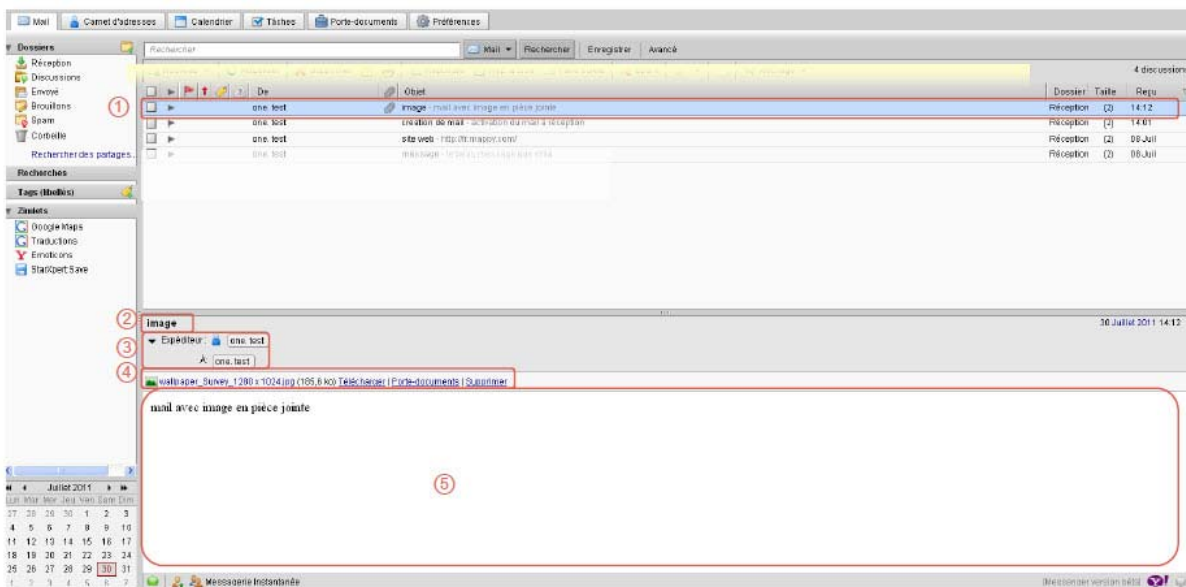 Mail Carnet d'adresses Calendrier Tâches Porte-documents Préférences
Dossiers
Rechercher Mail Rechercher Enregistrer Avancé
Réception
Discussions
4 discussions
Envoyé
De Objet Dossier Taille Reçu
Brouillons
1
one. test image - mail avec image en pièce jointe Réception (2) 14:12
Spam
one. test creation de mail - activation du mail à réception Réception (2) 14:01
Corbeille
one. test site web - http://fr.mappy.com/ Réception (2) 08 Juil
Rechercher des partages...
one. test message Réception (2) 08 Juil
Recherches
Tags (libellés)
Zimlets
Google Maps
Traductions
Emoticons
StarXpert Save
2
image 30 Juillet 2011 14:12
3
Expéditeur: one. test
A: one. test
4
wallpaper_Survey_1280 x 1024.jpg (185,6 ko) Télécharger | Porte-documents | Supprimer
mail avec image en pièce jointe
5
Juillet 2011
Lun Mar Mer Jeu Ven Sam Dim
27 28 29 30 1 2 3
4 5 6 7 8 9 10
11 12 13 14 15 16 17
18 19 20 21 22 23 24
25 26 27 28 29 30 31
1 2 3 4 5 6 7
Messagerie Instantanée
(Messenger version bêta) Y!